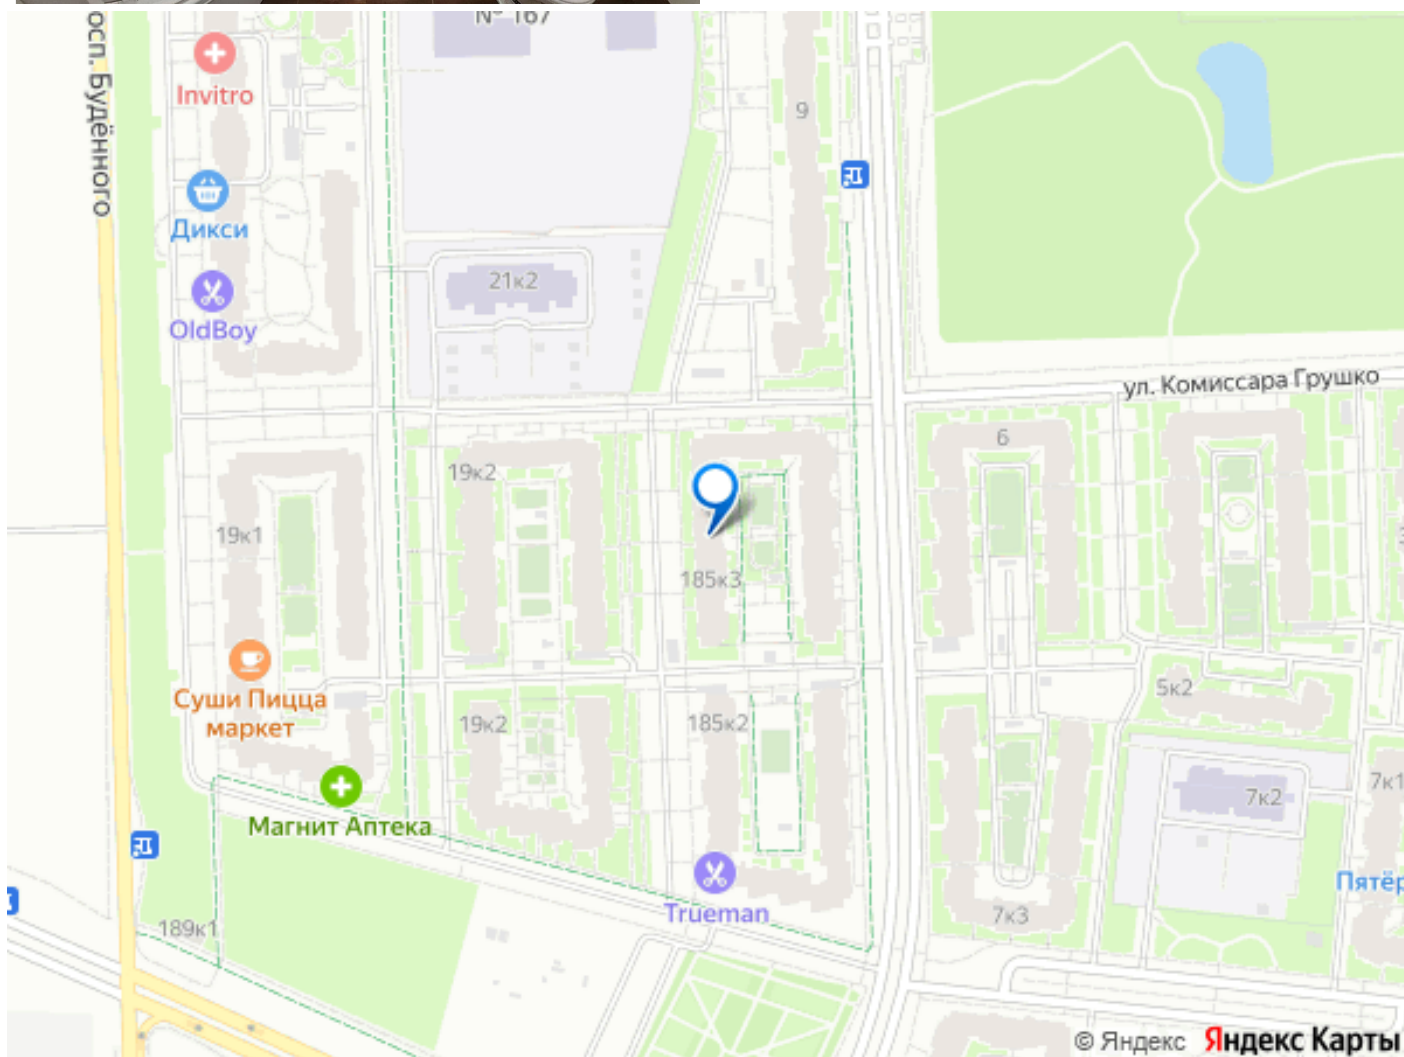 № 167
осп. Будённого
Invitro
9
Дикси
21к2
OldBoy
ул. Комиссара Грушко
6
19к2
19к1
185к3
Суши Пицца
маркет
5к2
19к2
185к2
7к1
7к2
Магнит Аптека
Пятёр
Trueman
7к3
189к1
© Яндекс Яндекс Карты